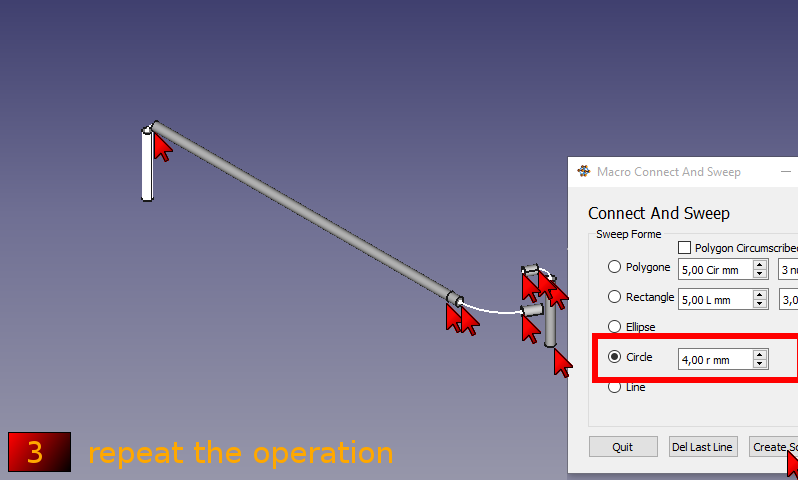 Macro Connect And Sweep
Connect And Sweep
Sweep Forme
Polygon Circumscribed
Polygone 5,00 Cir mm 3
Rectangle 5,00 L mm 3,0
Ellipse
Circle 4,00 r mm
Line
Quit Del Last Line Create
3 repeat the operation